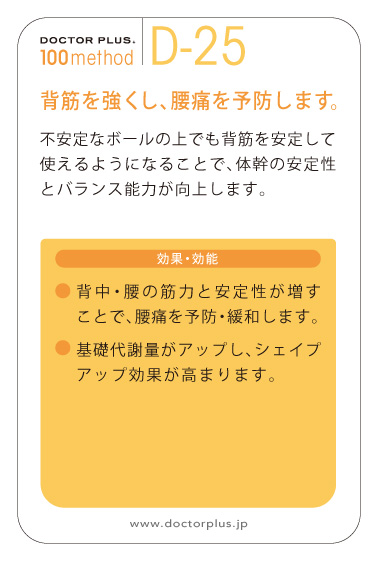 DOCTOR PLUS®
100method
D-25
背筋を強くし、腰痛を予防します。
不安定なボールの上でも背筋を安定して
使えるようになることで、体幹の安定性
とバランス能力が向上します。
効果・効能
● 背中・腰の筋力と安定性が増す
ことで、腰痛を予防・緩和します。
● 基礎代謝量がアップし、シェイプ
アップ効果が高まります。
www.doctorplus.jp